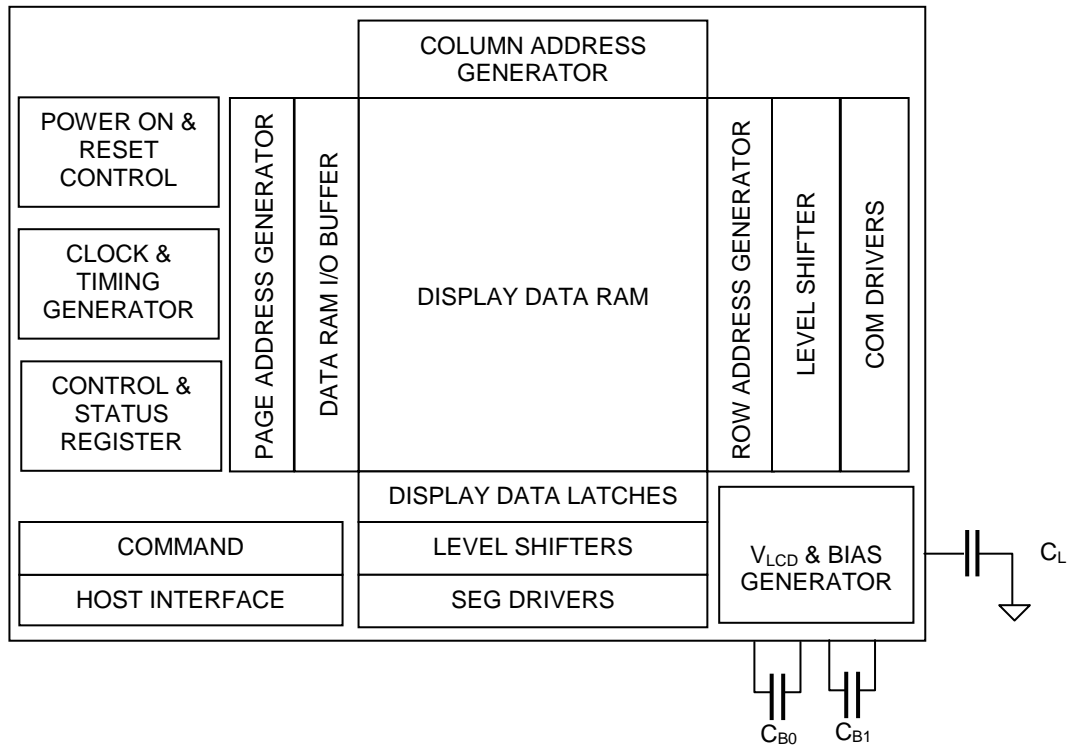 COLUMN ADDRESS
GENERATOR
POWER ON &
RESET
CONTROL
CLOCK &
TIMING
GENERATOR
CONTROL &
STATUS
REGISTER
PAGE ADDRESS GENERATOR
DATA RAM I/O BUFFER
DISPLAY DATA RAM
ROW ADDRESS GENERATOR
LEVEL SHIFTER
COM DRIVERS
DISPLAY DATA LATCHES
COMMAND
LEVEL SHIFTERS
HOST INTERFACE
SEG DRIVERS
VLCD & BIAS
GENERATOR
CL
CB0
CB1